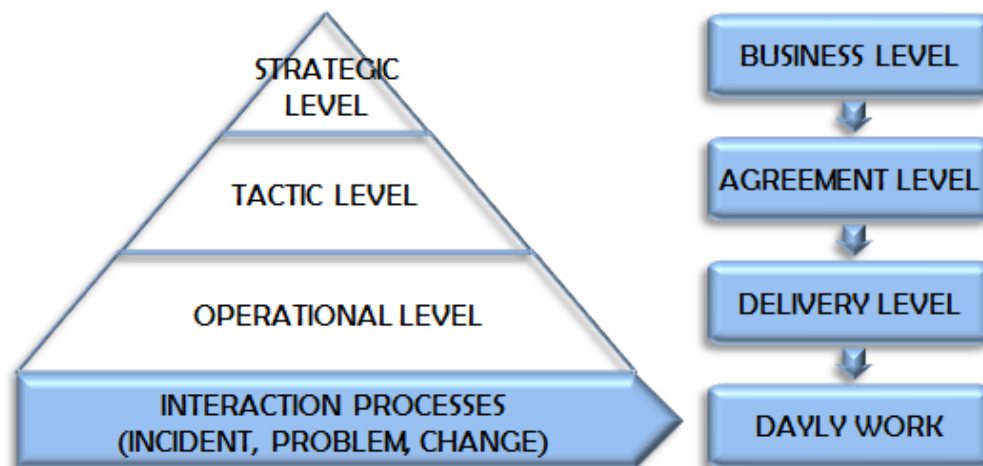 STRATEGIC
LEVEL
TACTIC LEVEL
OPERATIONAL LEVEL
INTERACTION PROCESSES
(INCIDENT, PROBLEM, CHANGE)
BUSINESS LEVEL
AGREEMENT LEVEL
DELIVERY LEVEL
DAYLY WORK